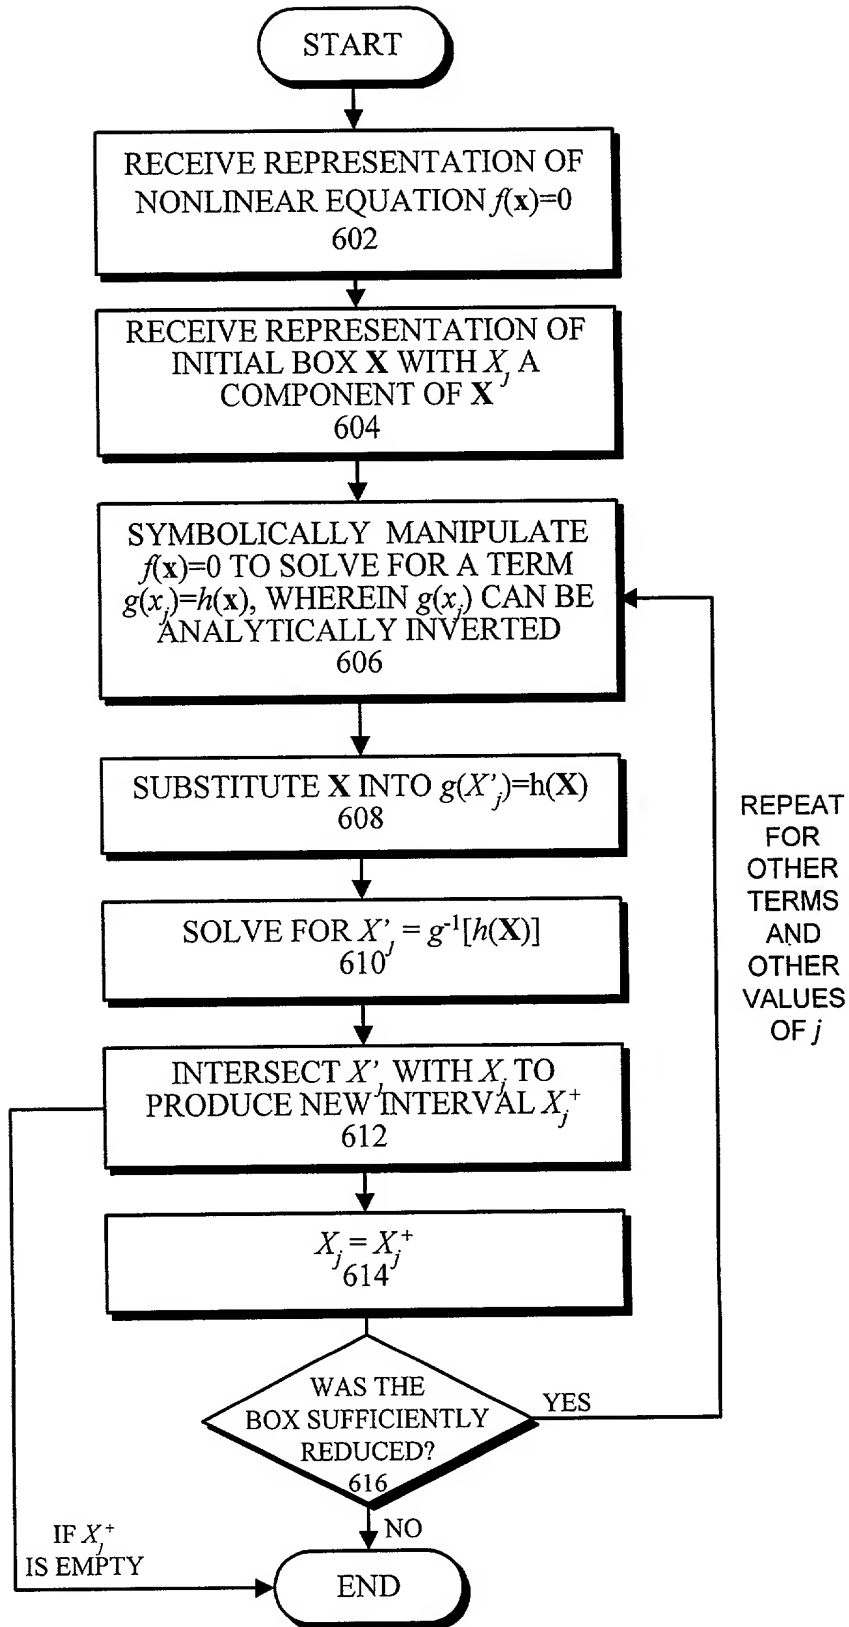 START
RECEIVE REPRESENTATION OF
NONLINEAR EQUATION f(x)=0
602
RECEIVE REPRESENTATION OF
INITIAL BOX X WITH Xj A
COMPONENT OF X
604
SYMBOLICALLY MANIPULATE
f(x)=0 TO SOLVE FOR A TERM
g(xj)=h(x), WHEREIN g(xj) CAN BE
ANALYTICALLY INVERTED
606
SUBSTITUTE X INTO g(X'j)=h(X)
608
SOLVE FOR X'j = g⁻¹[h(X)]
610
INTERSECT X'j WITH Xj TO
PRODUCE NEW INTERVAL Xj⁺
612
Xj = Xj⁺
614
WAS THE
BOX SUFFICIENTLY
REDUCED?
616
YES
NO
REPEAT
FOR
OTHER
TERMS
AND
OTHER
VALUES
OF j
IF Xj⁺
IS EMPTY
END